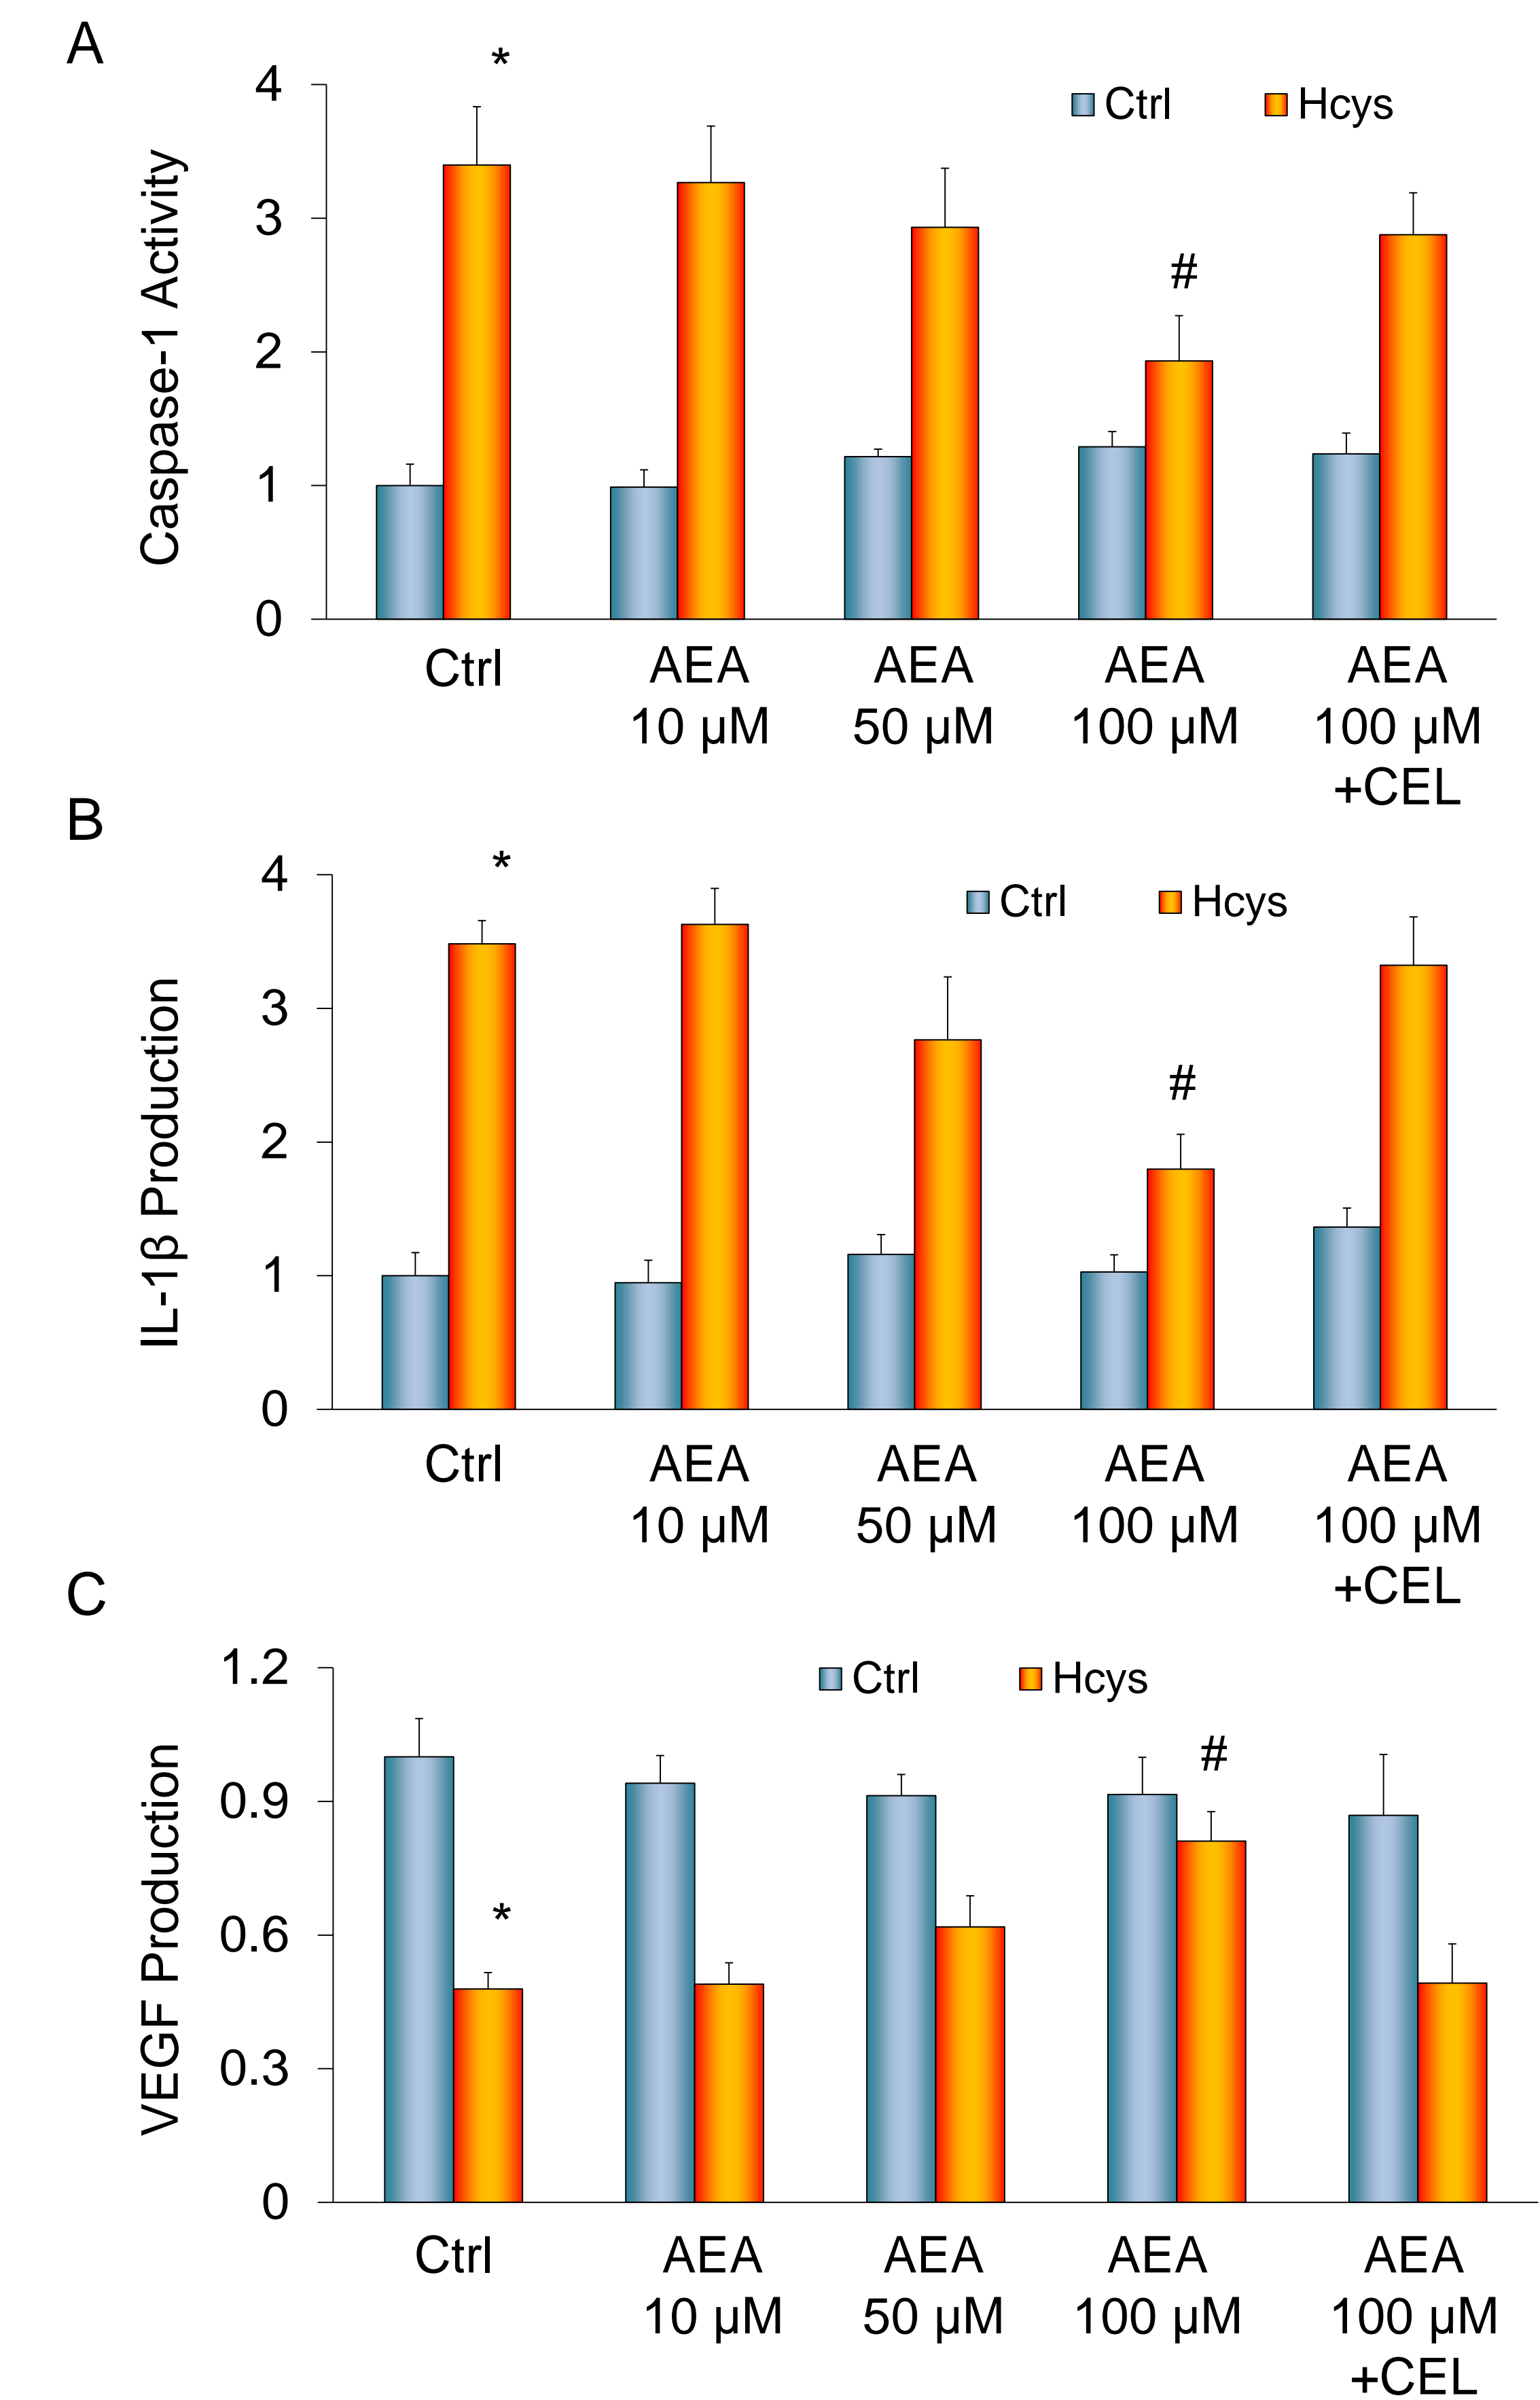 A
*
4
Ctrl Hcys
3
#
2
1
0
Caspase-1 Activity
Ctrl AEA AEA AEA AEA
10 µM 50 µM 100 µM 100 µM
+CEL
B
*
4
Ctrl Hcys
3
#
2
1
0
IL-1β Production
Ctrl AEA AEA AEA AEA
10 µM 50 µM 100 µM 100 µM
+CEL
C
1.2
Ctrl Hcys
#
0.9
*
0.6
0.3
0
VEGF Production
Ctrl AEA AEA AEA AEA
10 µM 50 µM 100 µM 100 µM
+CEL